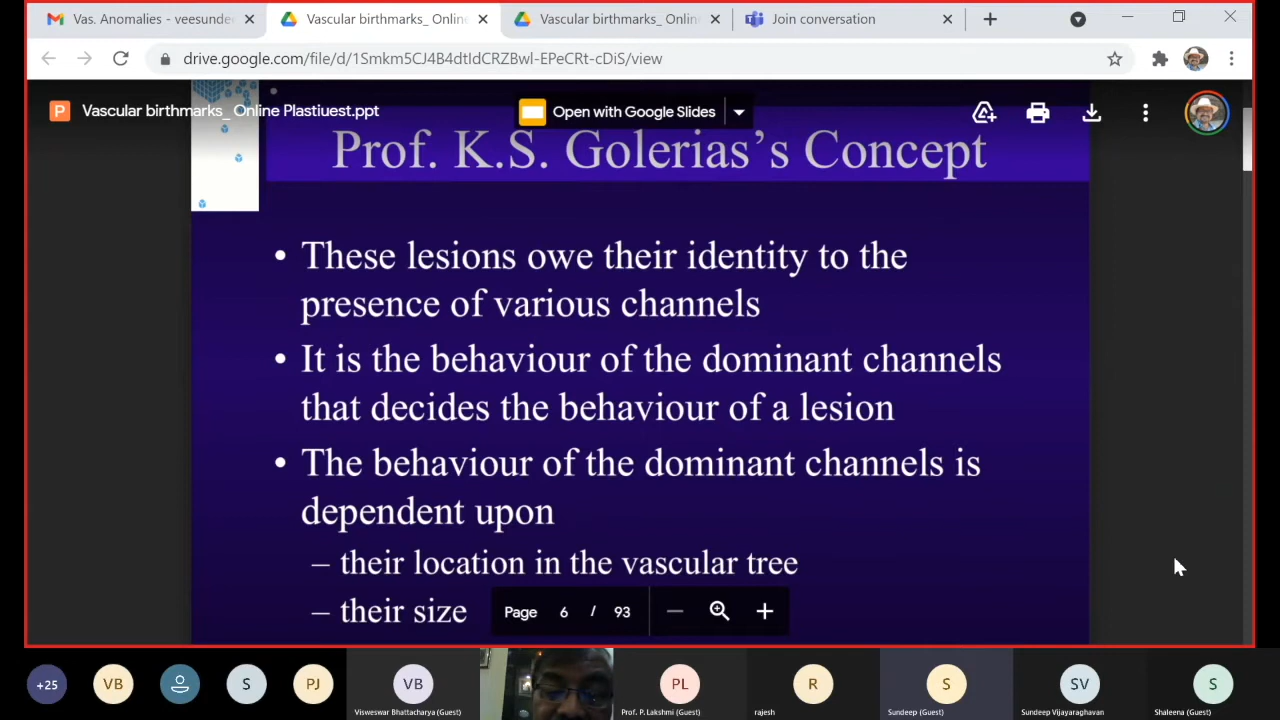 Vas. Anomalies - veesunde
Vascular birthmarks_ Onlin
Vascular birthmarks_ Onlin
Join conversation
drive.google.com/file/d/1Smkm5CJ4B4dtIdCRZBwl-EPeCRt-cDiS/view
P
Vascular birthmarks_ Online Plastiuest.ppt
Open with Google Slides
Prof. K.S. Golerias's Concept
• These lesions owe their identity to the
presence of various channels
• It is the behaviour of the dominant channels
that decides the behaviour of a lesion
• The behaviour of the dominant channels is
dependent upon
– their location in the vascular tree
– their size
Page 6 / 93
+25
VB
S
PJ
VB
PL
R
S
SV
S
Visweswar Bhattacharya (Guest)
Prof. P. Lakshmi (Guest)
rajesh
Sundeep (Guest)
Sundeep Vijayaraghavan
Shaleena (Guest)